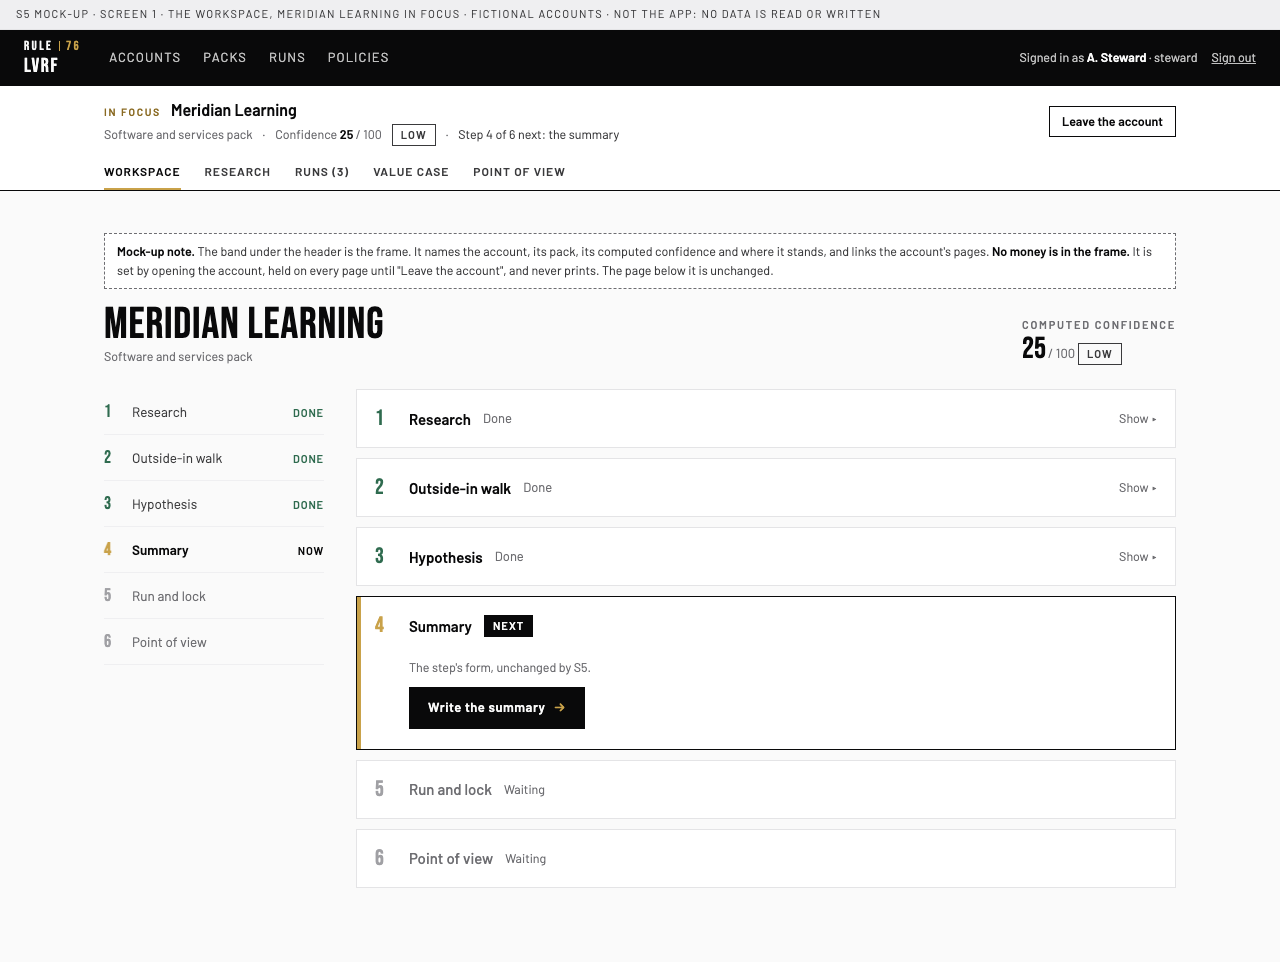 S5 MOCK-UP · SCREEN 1 · THE WORKSPACE, MERIDIAN LEARNING IN FOCUS · FICTIONAL ACCOUNTS · NOT THE APP: NO DATA IS READ OR WRITTEN
RULE | 76
LVRF
ACCOUNTS PACKS RUNS POLICIES
Signed in as A. Steward · steward Sign out
IN FOCUS Meridian Learning
Software and services pack · Confidence 25 / 100 LOW · Step 4 of 6 next: the summary
Leave the account
WORKSPACE RESEARCH RUNS (3) VALUE CASE POINT OF VIEW
Mock-up note. The band under the header is the frame. It names the account, its pack, its computed confidence and where it stands, and links the account's pages. No money is in the frame. It is
set by opening the account, held on every page until "Leave the account", and never prints. The page below it is unchanged.
MERIDIAN LEARNING
Software and services pack
COMPUTED CONFIDENCE
25 / 100 LOW
1 Research DONE
2 Outside-in walk DONE
3 Hypothesis DONE
4 Summary NOW
5 Run and lock
6 Point of view
1 Research Done Show ▸
2 Outside-in walk Done Show ▸
3 Hypothesis Done Show ▸
4 Summary NEXT
The step's form, unchanged by S5.
Write the summary →
5 Run and lock Waiting
6 Point of view Waiting